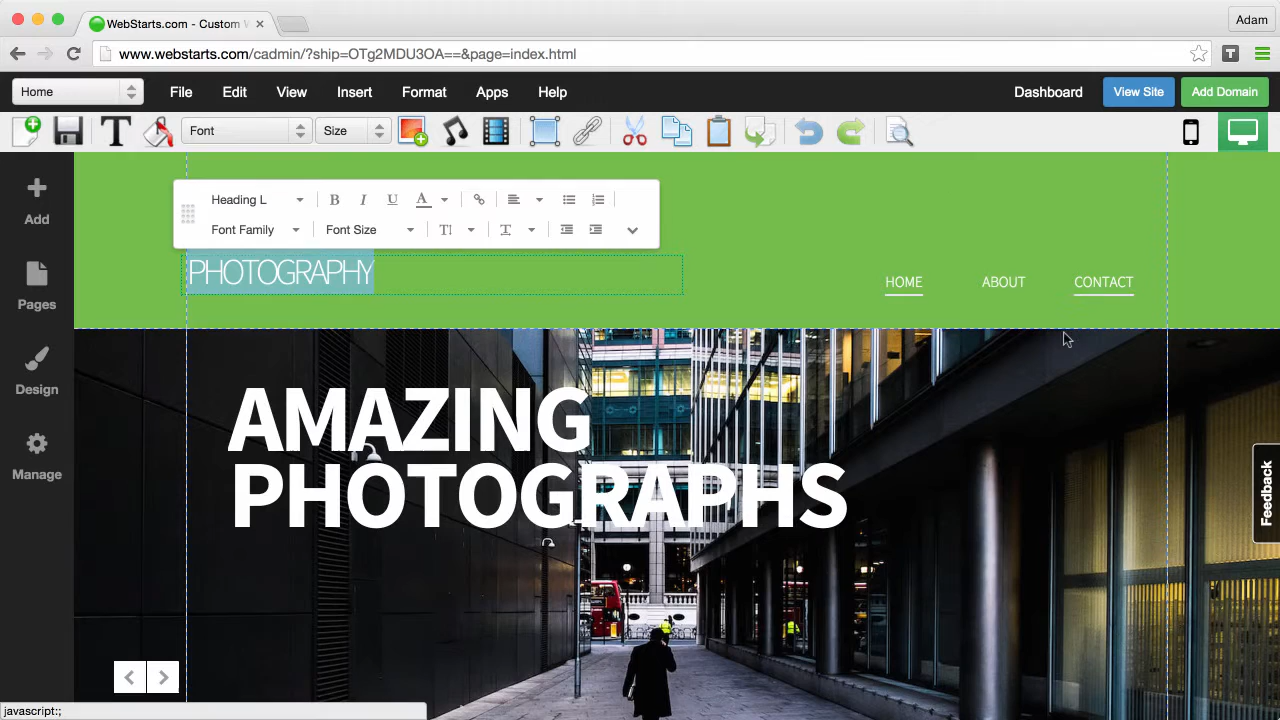 WebStarts.com - Custom W
Adam
www.webstarts.com/cadmin/?ship=OTg2MDU3OA==&page=index.html
T
Home
File
Edit
View
Insert
Format
Apps
Help
Dashboard
View Site
Add Domain
T
Font
Size
Add
Pages
Design
Manage
Heading L
B
I
U
A
Font Family
Font Size
PHOTOGRAPHY
HOME
ABOUT
CONTACT
AMAZING
PHOTOGRAPHS
Feedback
javascript:;